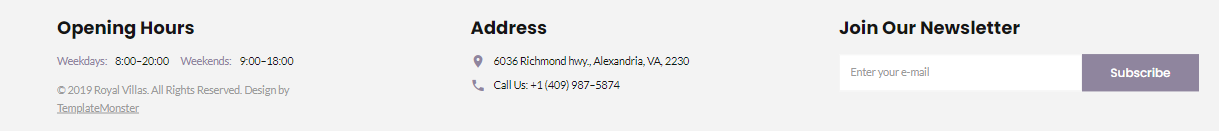 Opening Hours
Weekdays: 8:00–20:00 Weekends: 9:00–18:00
© 2019 Royal Villas. All Rights Reserved. Design by
TemplateMonster
Address
6036 Richmond hwy., Alexandria, VA, 2230
Call Us: +1 (409) 987–5874
Join Our Newsletter
Enter your e-mail
Subscribe